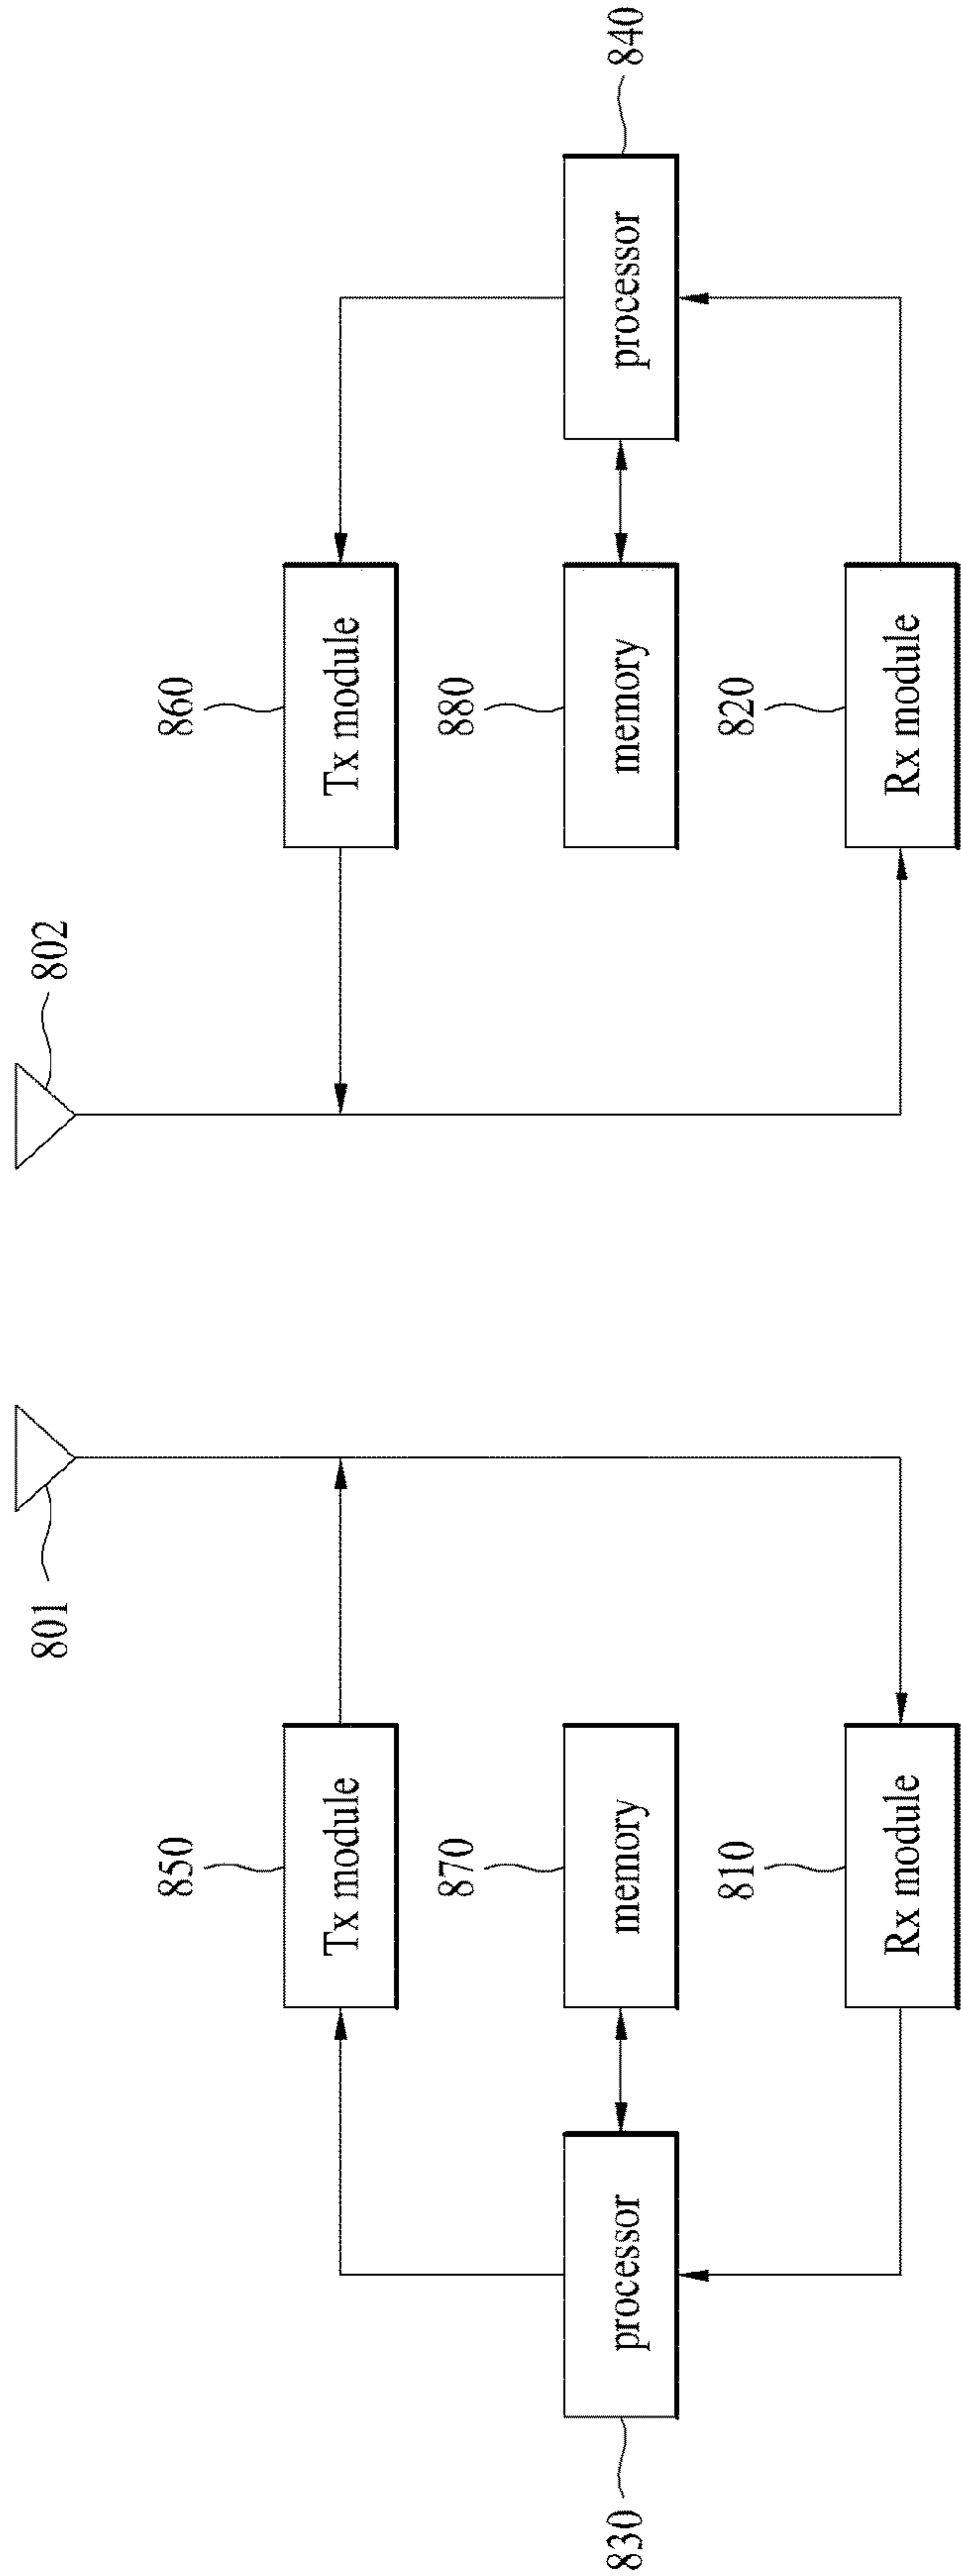 801
802
850
Tx module
860
Tx module
830
processor
870
memory
880
memory
processor
840
810
Rx module
820
Rx module